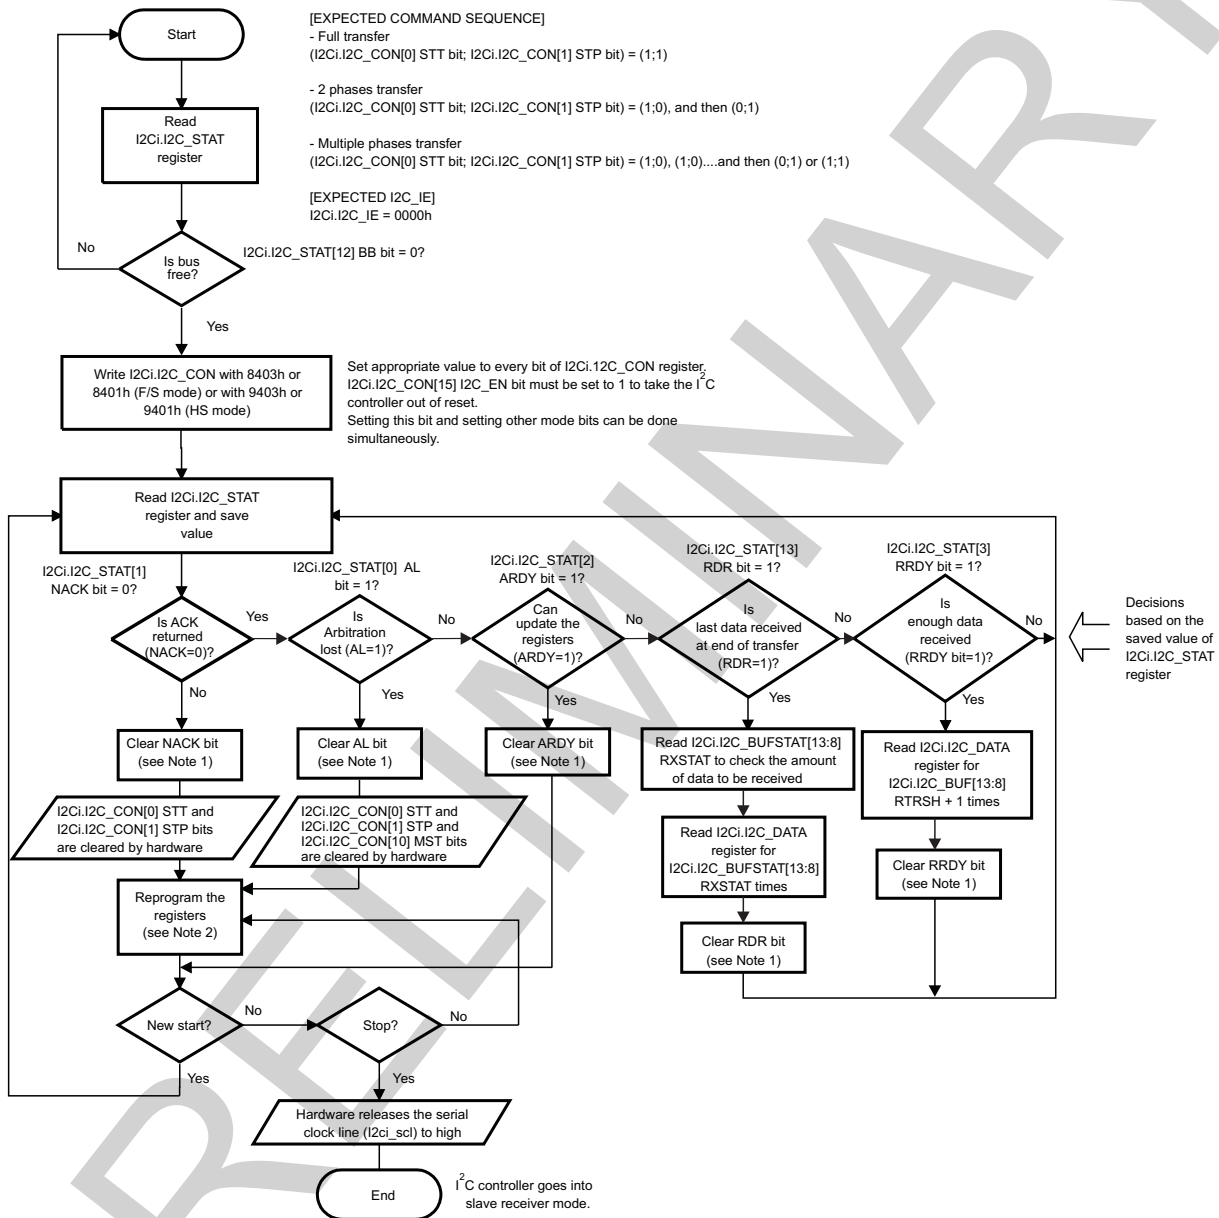 Start
[EXPECTED COMMAND SEQUENCE]
- Full transfer
(I2Ci.I2C_CON[0] STT bit; I2Ci.I2C_CON[1] STP bit) = (1;1)
- 2 phases transfer
(I2Ci.I2C_CON[0] STT bit; I2Ci.I2C_CON[1] STP bit) = (1;0), and then (0;1)
- Multiple phases transfer
(I2Ci.I2C_CON[0] STT bit; I2Ci.I2C_CON[1] STP bit) = (1;0), (1;0)....and then (0;1) or (1;1)
[EXPECTED I2C_IE]
I2Ci.I2C_IE = 0000h
Read
I2Ci.I2C_STAT
register
No
Is bus
free?
I2Ci.I2C_STAT[12] BB bit = 0?
Yes
Write I2Ci.I2C_CON with 8403h or
8401h (F/S mode) or with 9403h or
9401h (HS mode)
Set appropriate value to every bit of I2Ci.12C_CON register.
I2Ci.I2C_CON[15] I2C_EN bit must be set to 1 to take the I2C
controller out of reset.
Setting this bit and setting other mode bits can be done
simultaneously.
Read I2Ci.I2C_STAT
register and save
value
I2Ci.I2C_STAT[1]
NACK bit = 0?
Is ACK
returned
(NACK=0)?
Yes
No
I2Ci.I2C_STAT[0] AL
bit = 1?
Is
Arbitration
lost (AL=1)?
No
Yes
I2Ci.I2C_STAT[2]
ARDY bit = 1?
Can
update the
registers
(ARDY=1)?
No
Yes
I2Ci.I2C_STAT[13]
RDR bit = 1?
Is
last data received
at end of transfer
(RDR=1)?
No
Yes
I2Ci.I2C_STAT[3]
RRDY bit = 1?
Is
enough data
received
(RRDY bit=1)?
No
Yes
Decisions
based on the
saved value of
I2Ci.I2C_STAT
register
Clear NACK bit
(see Note 1)
Clear AL bit
(see Note 1)
Clear ARDY bit
(see Note 1)
Read I2Ci.I2C_BUFSTAT[13:8]
RXSTAT to check the amount
of data to be received
Read I2Ci.I2C_DATA
register for
I2Ci.I2C_BUF[13:8]
RTRSH + 1 times
I2Ci.I2C_CON[0] STT and
I2Ci.I2C_CON[1] STP bits
are cleared by hardware
I2Ci.I2C_CON[0] STT and
I2Ci.I2C_CON[1] STP and
I2Ci.I2C_CON[10] MST bits
are cleared by hardware
Read I2Ci.I2C_DATA
register for
I2Ci.I2C_BUFSTAT[13:8]
RXSTAT times
Clear RRDY bit
(see Note 1)
Reprogram the
registers
(see Note 2)
Clear RDR bit
(see Note 1)
New start?
No
Yes
Stop?
No
Yes
Hardware releases the serial
clock line (I2ci_scl) to high
End
I2C controller goes into
slave receiver mode.
PRELIMINARY